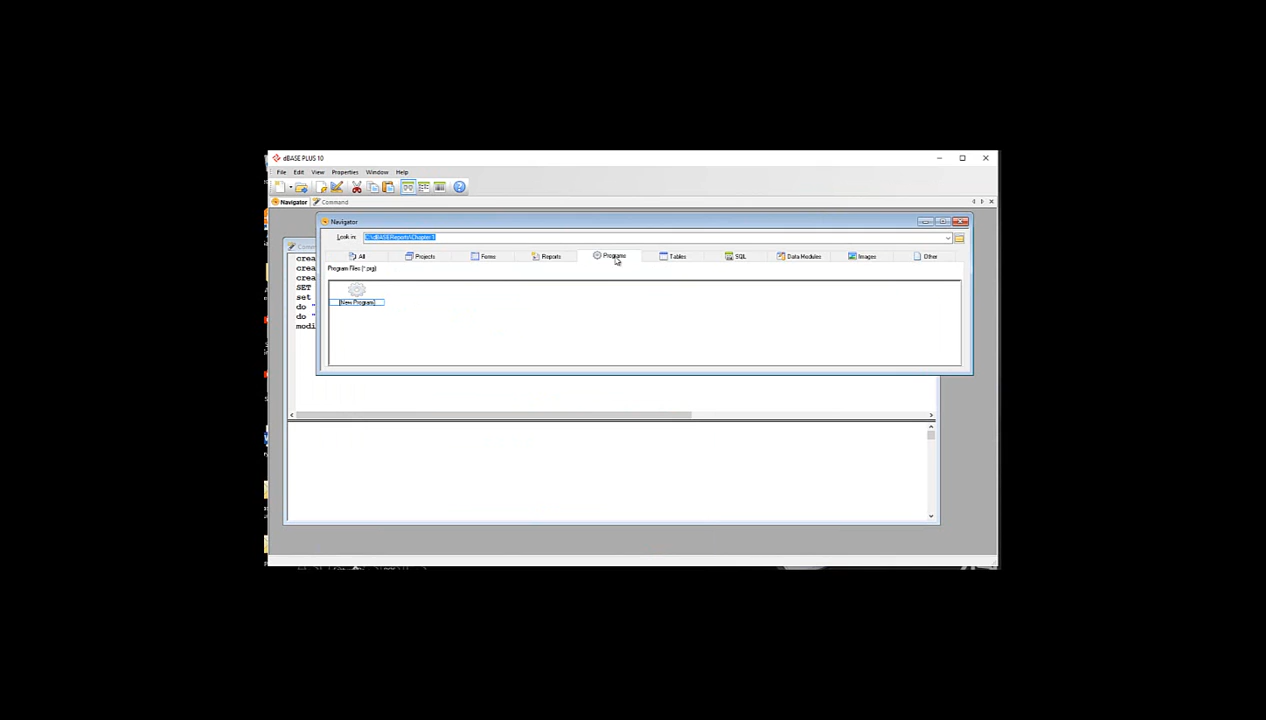 dBASE PLUS 10
File Edit View Properties Window Help
Navigator Command
Navigator
Look in: C:\dBASEReports\Chapter1
All Projects Forms Reports Programs Tables SQL Data Modules Images Other
Program Files (*.prg)
[New Program]
crea
crea
crea
SET
set
do "
do "
modi